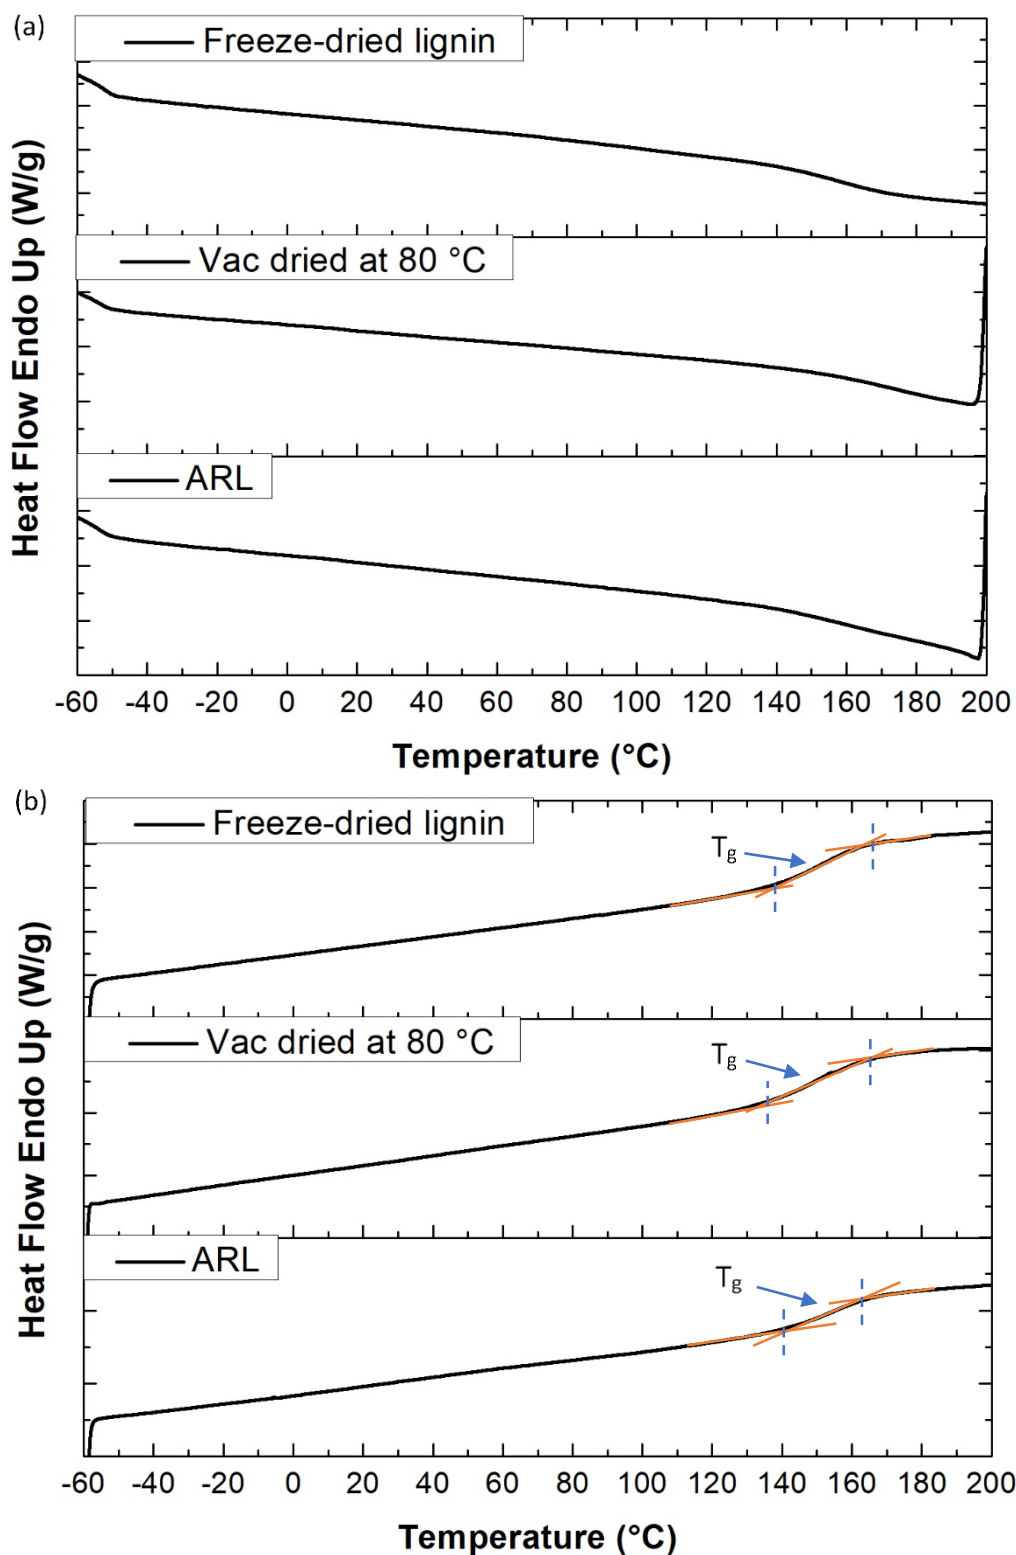 (a)
Freeze-dried lignin
Vac dried at 80 °C
ARL
Heat Flow Endo Up (W/g)
-60 -40 -20 0 20 40 60 80 100 120 140 160 180 200
Temperature (°C)
(b)
Freeze-dried lignin
Tg
Vac dried at 80 °C
Tg
ARL
Tg
Heat Flow Endo Up (W/g)
-60 -40 -20 0 20 40 60 80 100 120 140 160 180 200
Temperature (°C)